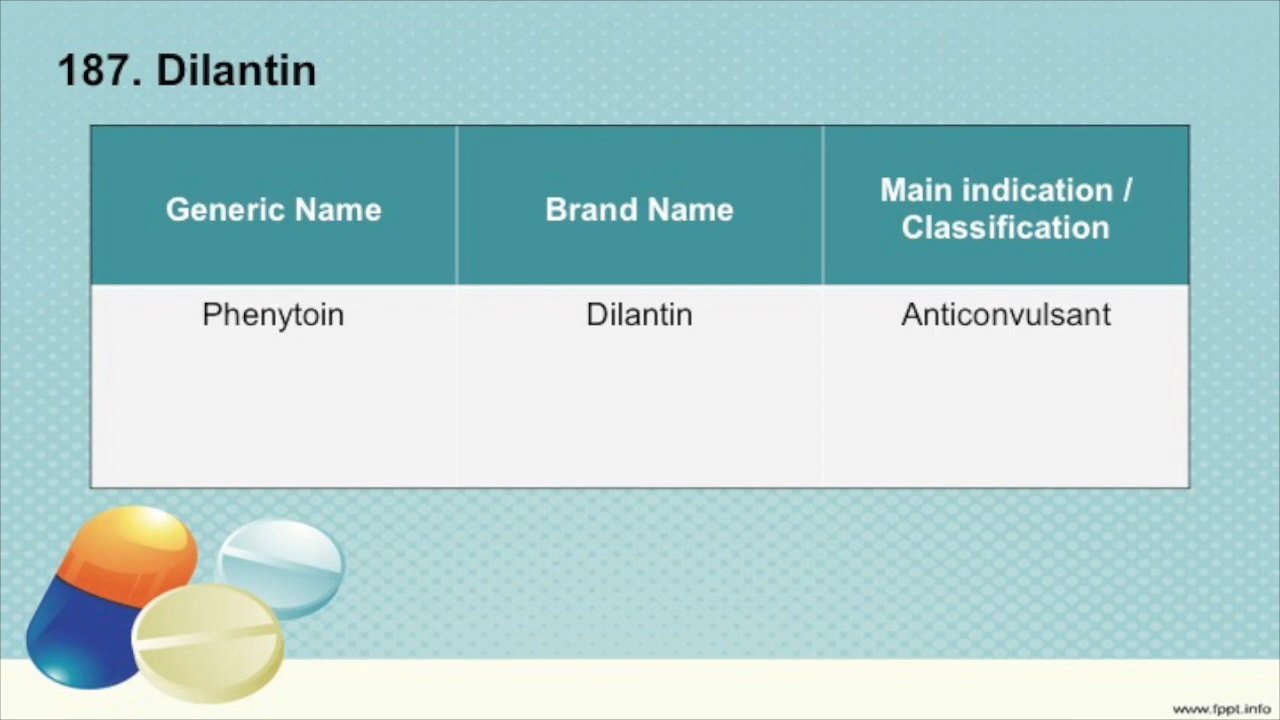 187. Dilantin
Generic Name
Brand Name
Main indication /
Classification
Phenytoin
Dilantin
Anticonvulsant
www.fppt.info